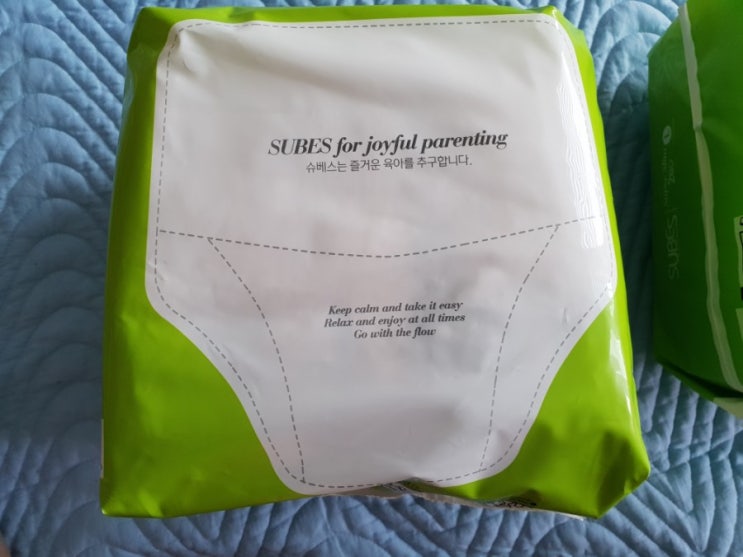 SUBES for joyful parenting
슈베스는 즐거운 육아를 추구합니다.
Keep calm and take it easy
Relax and enjoy at all times
Go with the flow